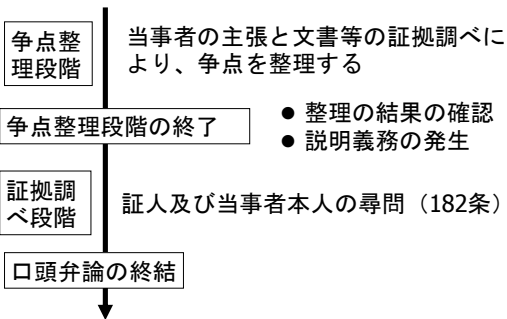 争点整
理段階
当事者の主張と文書等の証拠調べに
より、争点を整理する
争点整理段階の終了
● 整理の結果の確認
● 説明義務の発生
証拠調
べ段階
証人及び当事者本人の尋問（182条）
口頭弁論の終結